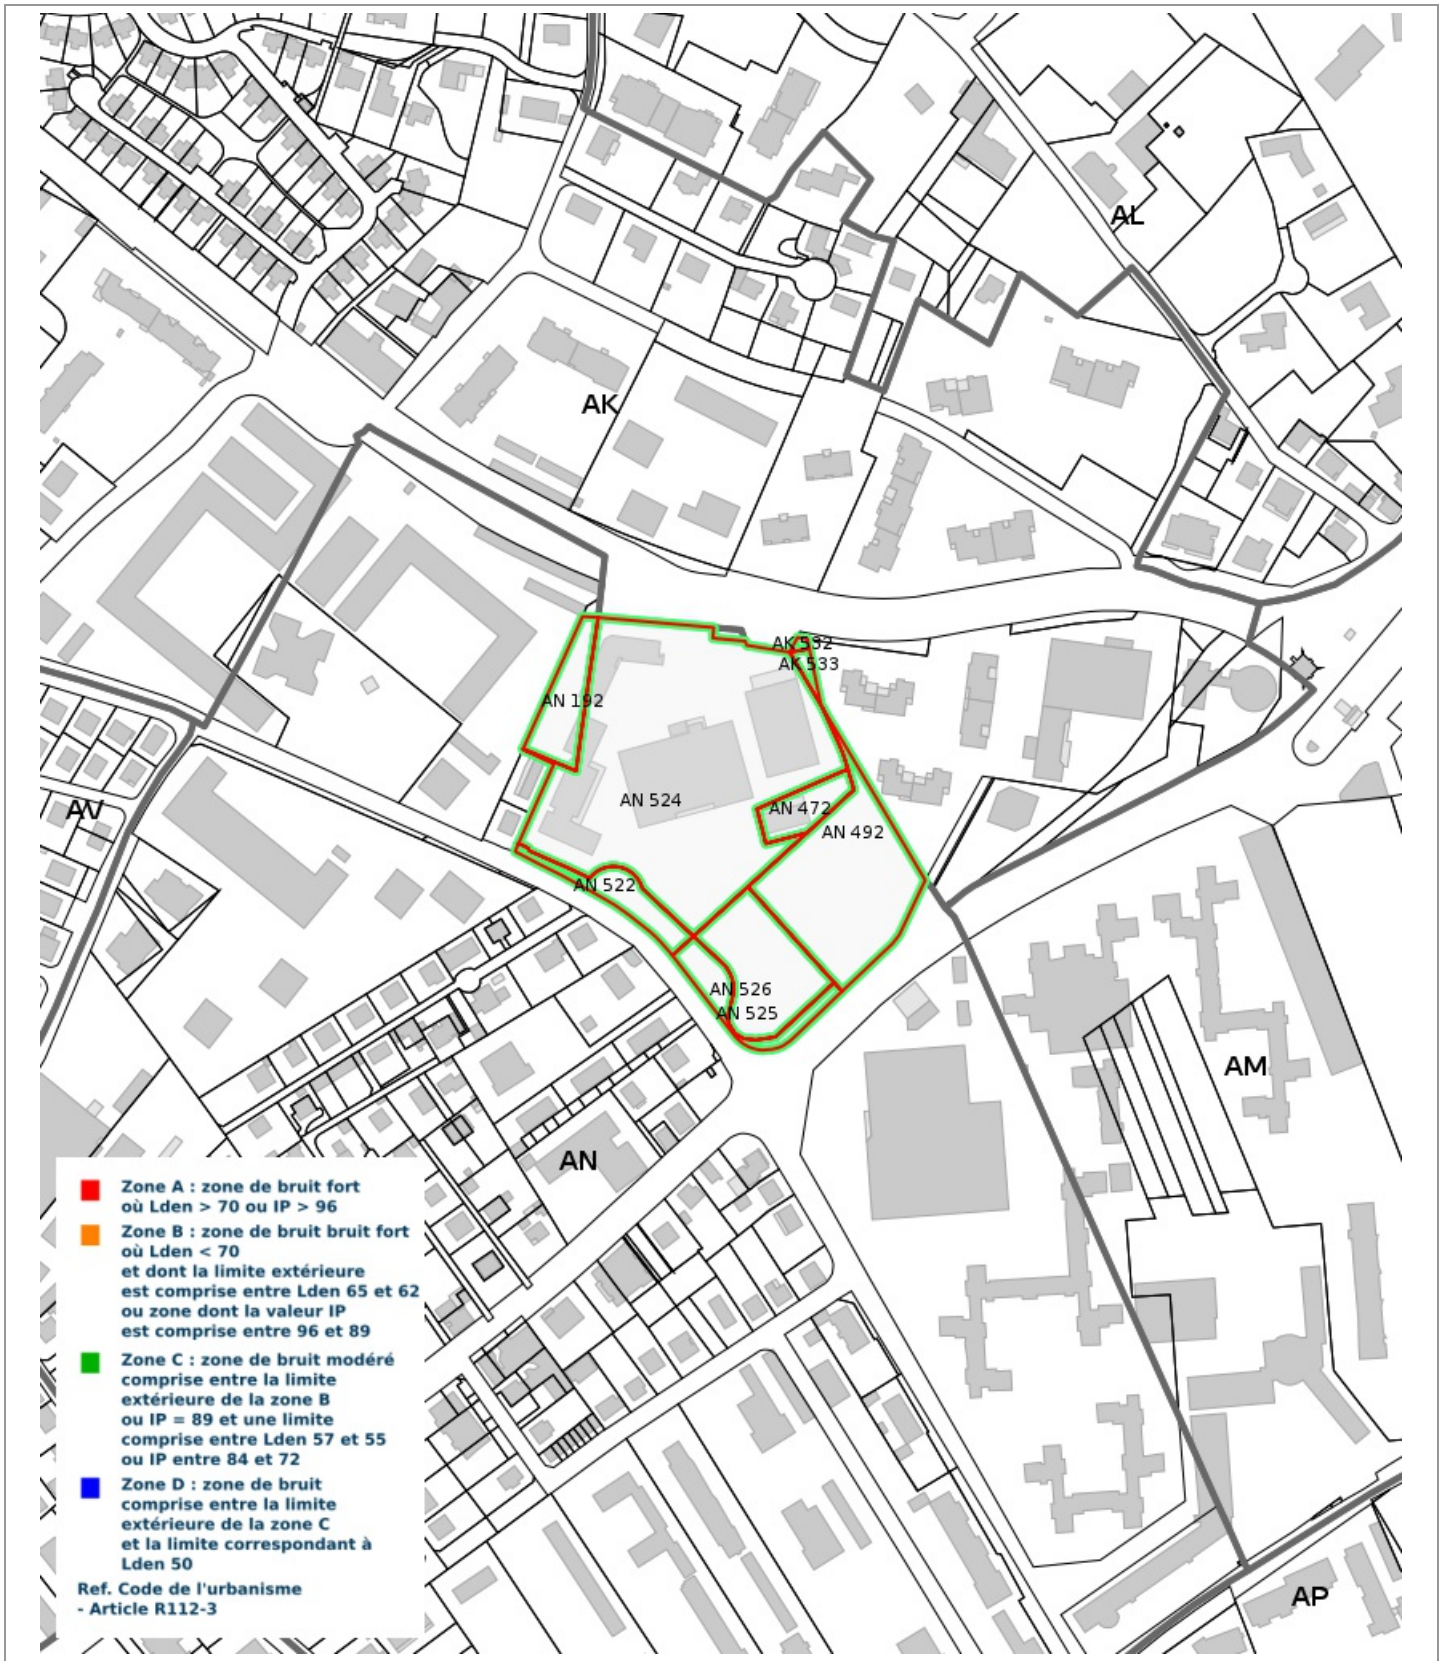 AL
AK
AK 532
AK 533
AN 192
AN 524
AN 472
AV
AN 492
AN 522
AN 526
AN 525
AM
AN
Zone A : zone de bruit fort
où Lden > 70 ou IP > 96
Zone B : zone de bruit bruit fort
où Lden < 70
et dont la limite extérieure
est comprise entre Lden 65 et 62
ou zone dont la valeur IP
est comprise entre 96 et 89
Zone C : zone de bruit modéré
comprise entre la limite
extérieure de la zone B
ou IP = 89 et une limite
comprise entre Lden 57 et 55
ou IP entre 84 et 72
Zone D : zone de bruit
comprise entre la limite
extérieure de la zone C
et la limite correspondant à
Lden 50
Ref. Code de l'urbanisme
- Article R112-3
AP